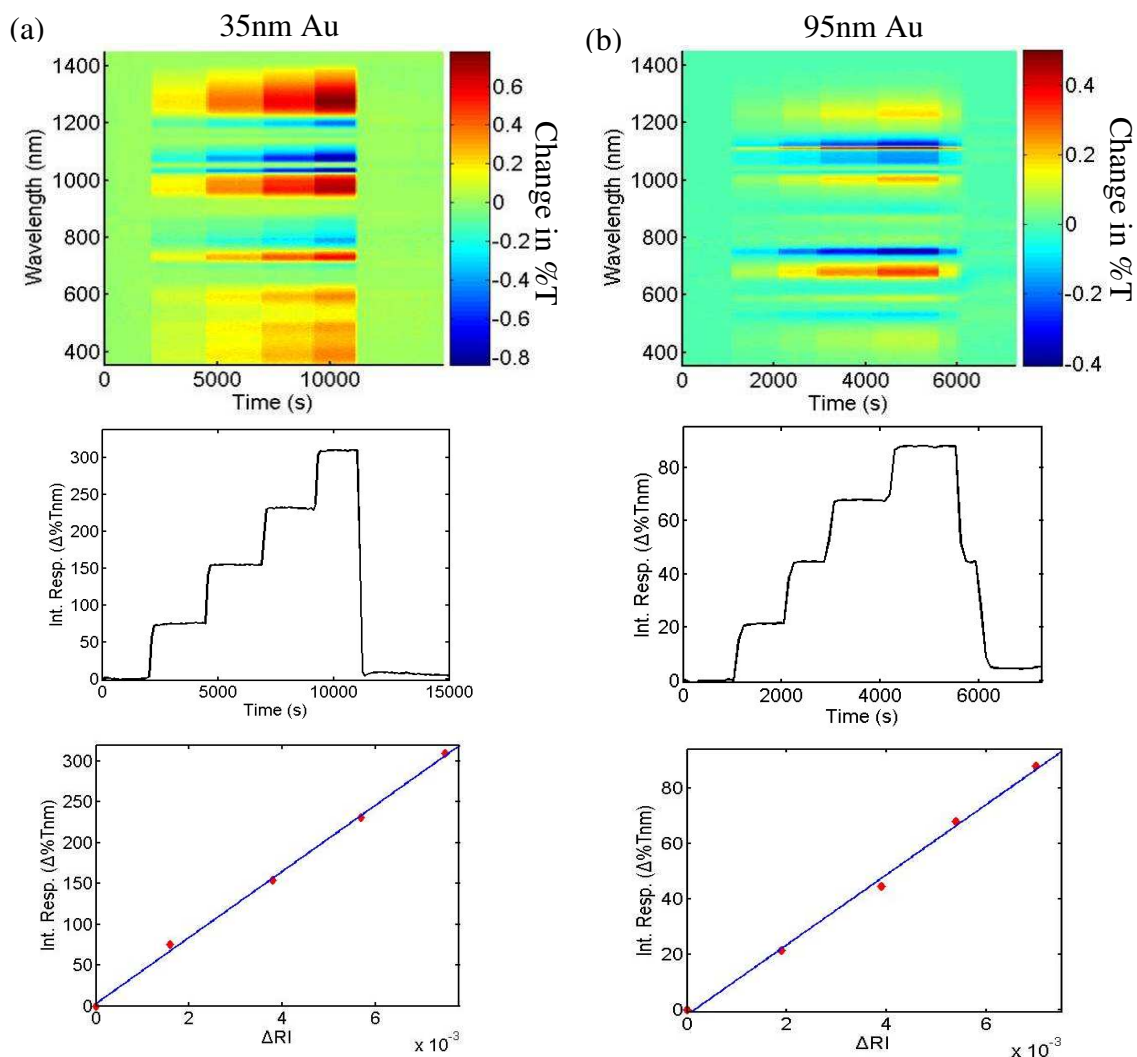 (a) 35nm Au
1400
1200
1000
800
600
400
Wavelength (nm)
0 5000 10000
Time (s)
0.6
0.4
0.2
0
-0.2
-0.4
-0.6
-0.8
Change in %T
(b) 95nm Au
1400
1200
1000
800
600
400
Wavelength (nm)
0 2000 4000 6000
Time (s)
0.4
0.2
0
-0.2
-0.4
Change in %T
300
250
200
150
100
50
0
Int. Resp. (Δ%Tnm)
0 5000 10000 15000
Time (s)
80
60
40
20
0
Int. Resp. (Δ%Tnm)
0 2000 4000 6000
Time (s)
300
250
200
150
100
50
0
Int. Resp. (Δ%Tnm)
0 2 4 6
ΔRI
x 10⁻³
80
60
40
20
0
Int. Resp. (Δ%Tnm)
0 2 4 6
ΔRI
x 10⁻³